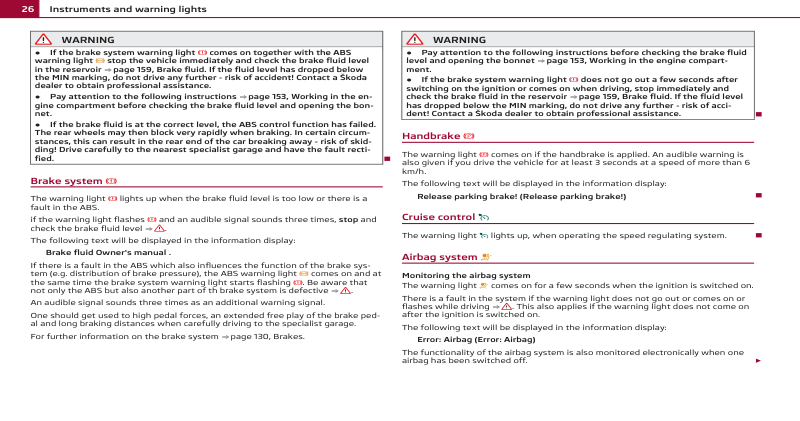 26 Instruments and warning lights
WARNING
● If the brake system warning light comes on together with the ABS
warning light stop the vehicle immediately and check the brake fluid level
in the reservoir ⇒ page 159, Brake fluid. If the fluid level has dropped below
the MIN marking, do not drive any further - risk of accident! Contact a Škoda
dealer to obtain professional assistance.
● Pay attention to the following instructions ⇒ page 153, Working in the en-
gine compartment before checking the brake fluid level and opening the bon-
net.
● If the brake fluid is at the correct level, the ABS control function has failed.
The rear wheels may then block very rapidly when braking. In certain circum-
stances, this can result in the rear end of the car breaking away - risk of skid-
ding! Drive carefully to the nearest specialist garage and have the fault recti-
fied.
Brake system
The warning light lights up when the brake fluid level is too low or there is a
fault in the ABS.
If the warning light flashes and an audible signal sounds three times, stop and
check the brake fluid level ⇒ .
The following text will be displayed in the information display:
Brake fluid Owner's manual .
If there is a fault in the ABS which also influences the function of the brake sys-
tem (e.g. distribution of brake pressure), the ABS warning light comes on and at
the same time the brake system warning light starts flashing . Be aware that
not only the ABS but also another part of the brake system is defective ⇒ .
An audible signal sounds three times as an additional warning signal.
One should get used to high pedal forces, an extended free play of the brake ped-
al and long braking distances when carefully driving to the specialist garage.
For further information on the brake system ⇒ page 130, Brakes.
WARNING
● Pay attention to the following instructions before checking the brake fluid
level and opening the bonnet ⇒ page 153, Working in the engine compart-
ment.
● If the brake system warning light does not go out a few seconds after
switching on the ignition or comes on when driving, stop immediately and
check the brake fluid in the reservoir ⇒ page 159, Brake fluid. If the fluid level
has dropped below the MIN marking, do not drive any further - risk of acci-
dent! Contact a Škoda dealer to obtain professional assistance.
Handbrake
The warning light comes on if the handbrake is applied. An audible warning is
also given if you drive the vehicle for at least 3 seconds at a speed of more than 6
km/h.
The following text will be displayed in the information display:
Release parking brake! (Release parking brake!)
Cruise control
The warning light lights up, when operating the speed regulating system.
Airbag system
Monitoring the airbag system
The warning light comes on for a few seconds when the ignition is switched on.
There is a fault in the system if the warning light does not go out or comes on or
flashes while driving ⇒ . This also applies if the warning light does not come on
after the ignition is switched on.
The following text will be displayed in the information display:
Error: Airbag (Error: Airbag)
The functionality of the airbag system is also monitored electronically when one
airbag has been switched off.